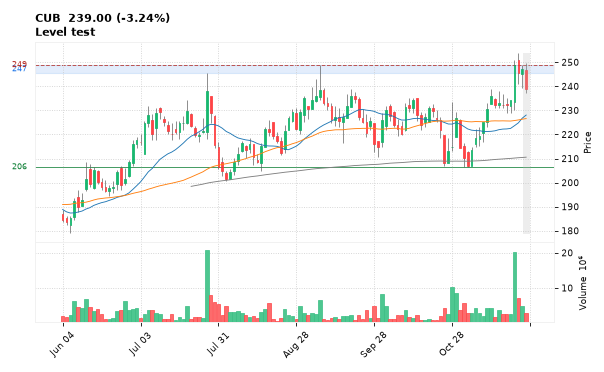 CUB 239.00 (-3.24%)
Level test
249
247
206
250
240
230
220
210
200
190
180
Price
20
10
Volume 10⁶
Jun 04
Jul 03
Jul 31
Aug 28
Sep 28
Oct 28